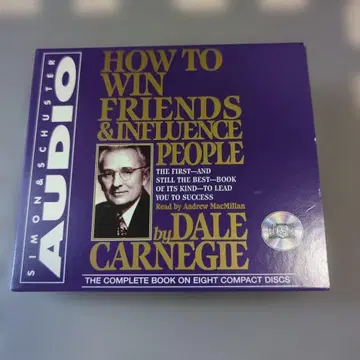 SIMON & SCHUSTER
AUDIO
HOW TO
WIN
FRIENDS
& INFLUENCE
PEOPLE
THE FIRST—AND
STILL THE BEST—BOOK
OF ITS KIND—TO LEAD
YOU TO SUCCESS
Read by Andrew MacMillan
by DALE
CARNEGIE
THE COMPLETE BOOK ON EIGHT COMPACT DISCS